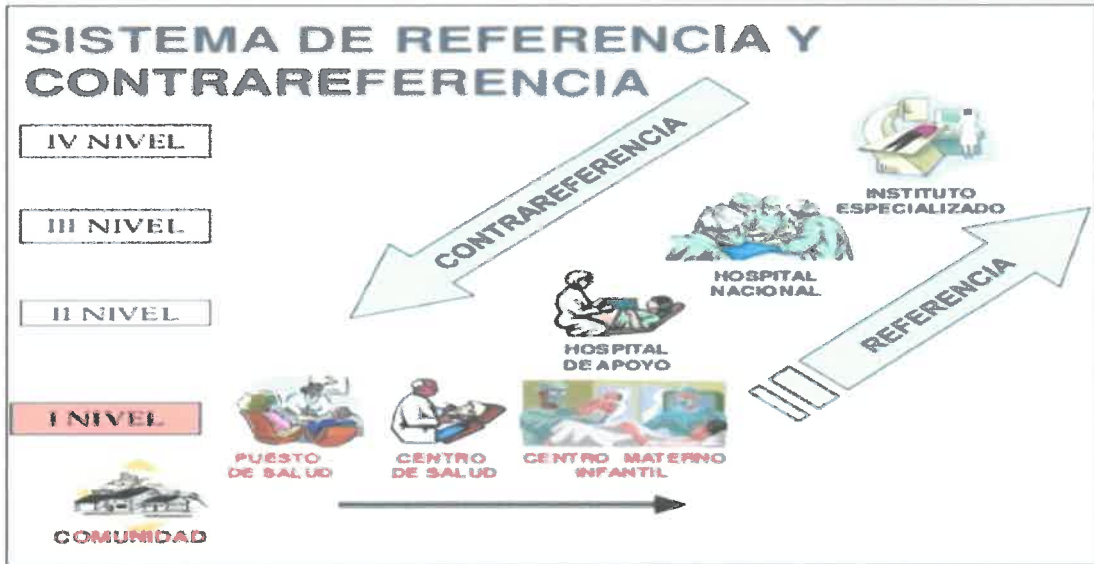 SISTEMA DE REFERENCIA Y
CONTRAREFERENCIA
IV NIVEL
III NIVEL
II NIVEL
I NIVEL
CONTRAREFERENCIA
INSTITUTO
ESPECIALIZADO
HOSPITAL
NACIONAL
REFERENCIA
HOSPITAL
DE APOYO
PUESTO
DE SALUD
CENTRO
DE SALUD
CENTRO MATERNO
INFANTIL
COMUNIDAD